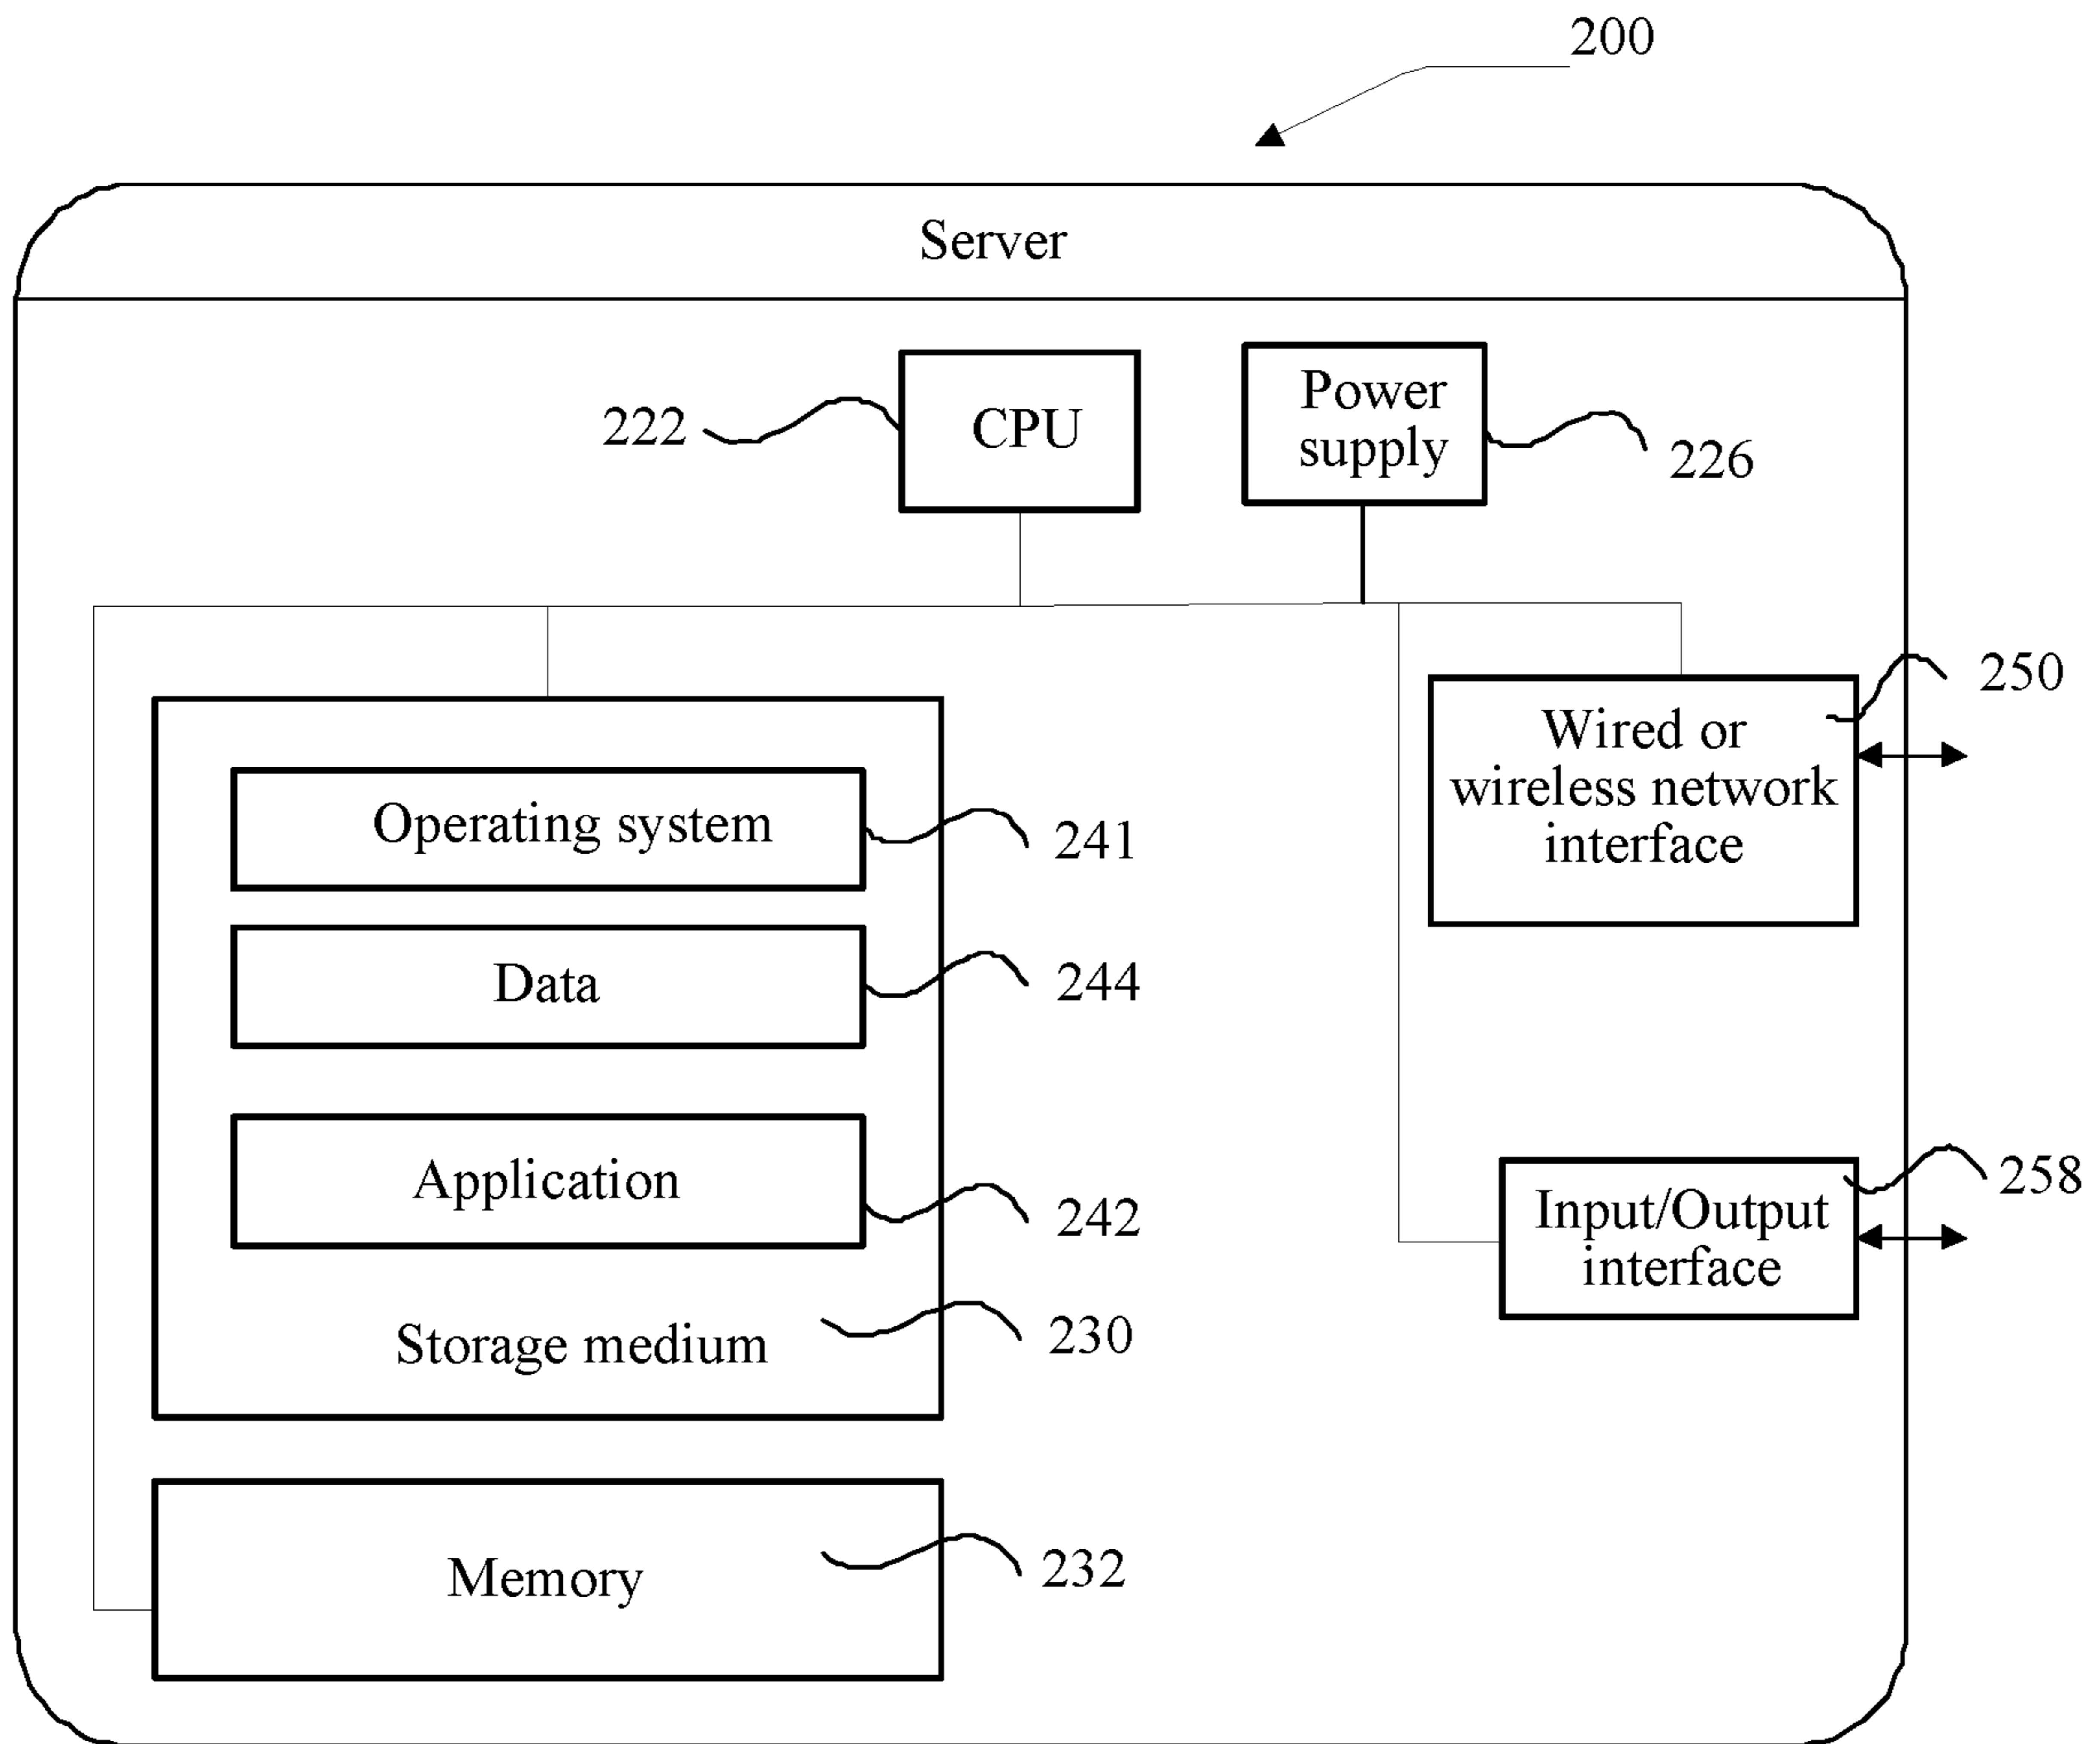 200
Server
222
CPU
Power
supply
226
250
Wired or
wireless network
interface
Operating system
241
Data
244
Application
242
258
Input/Output
interface
Storage medium
230
Memory
232